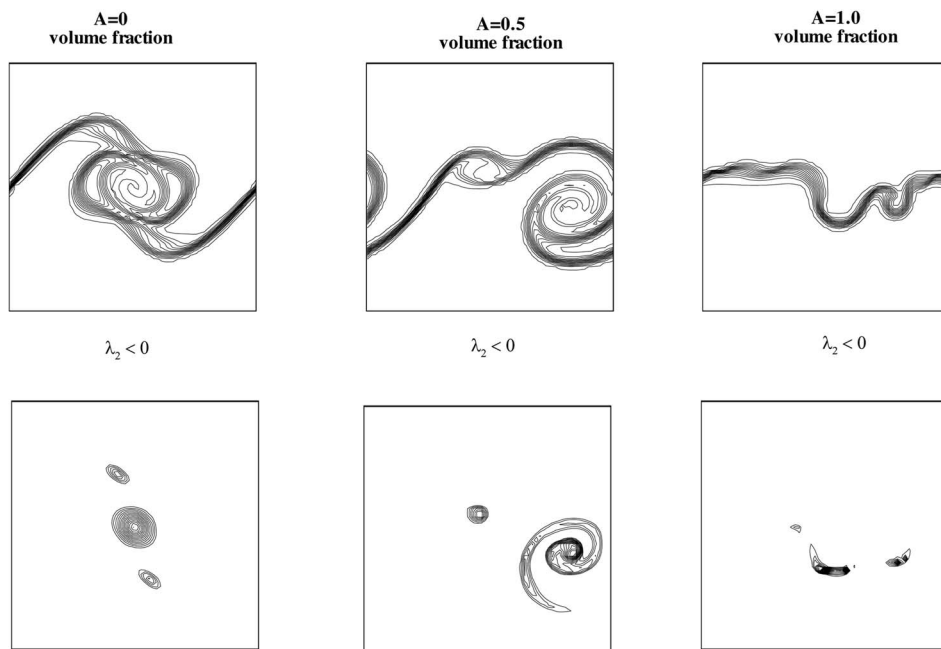 A=0
volume fraction
A=0.5
volume fraction
A=1.0
volume fraction
λ₂ < 0
λ₂ < 0
λ₂ < 0